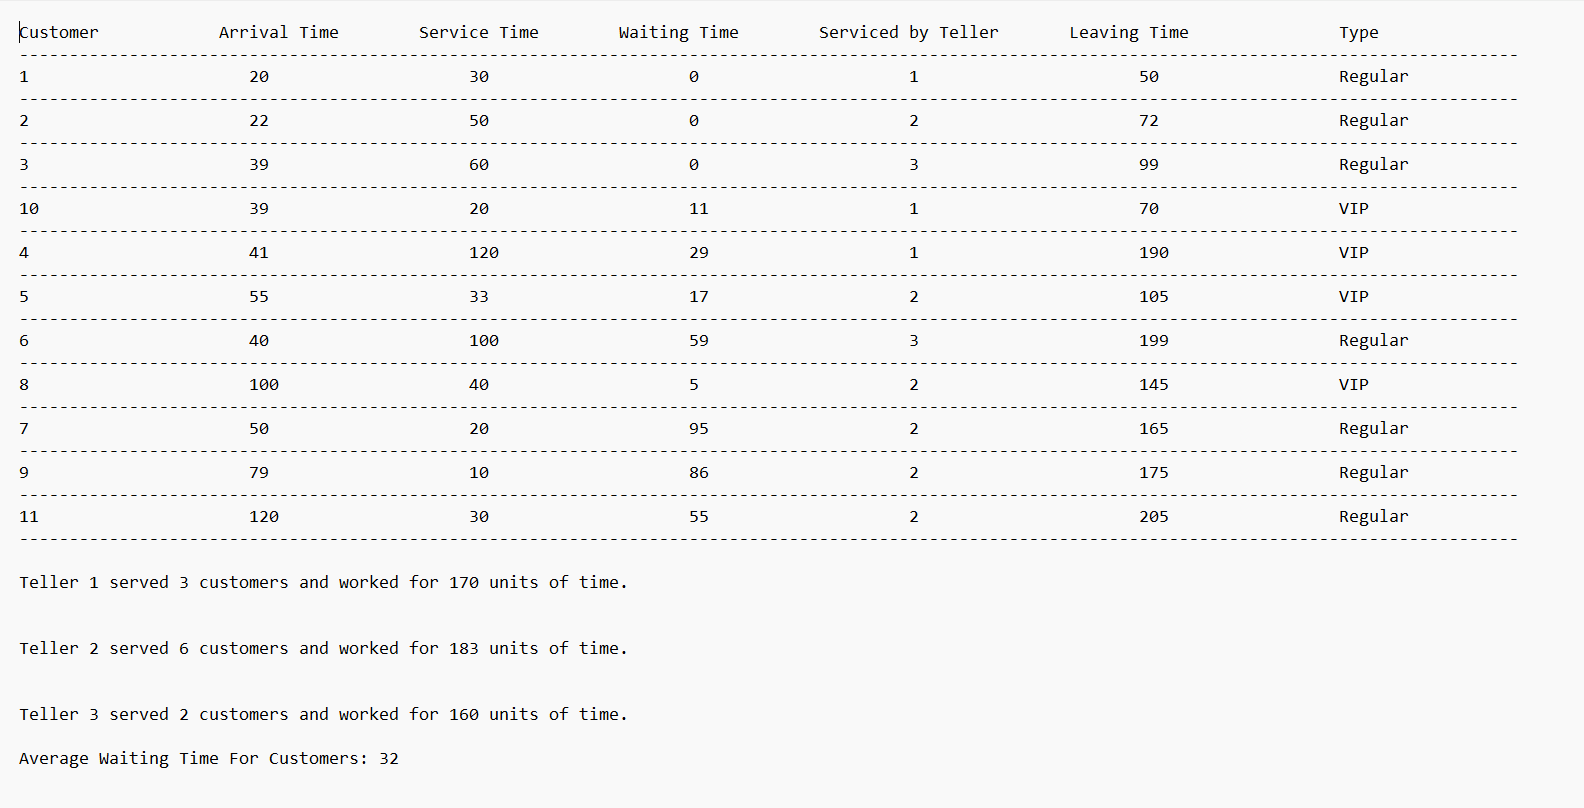 Customer Arrival Time Service Time Waiting Time Serviced by Teller Leaving Time Type
1 20 30 0 1 50 Regular
2 22 50 0 2 72 Regular
3 39 60 0 3 99 Regular
10 39 20 11 1 70 VIP
4 41 120 29 1 190 VIP
5 55 33 17 2 105 VIP
6 40 100 59 3 199 Regular
8 100 40 5 2 145 VIP
7 50 20 95 2 165 Regular
9 79 10 86 2 175 Regular
11 120 30 55 2 205 Regular
Teller 1 served 3 customers and worked for 170 units of time.
Teller 2 served 6 customers and worked for 183 units of time.
Teller 3 served 2 customers and worked for 160 units of time.
Average Waiting Time For Customers: 32